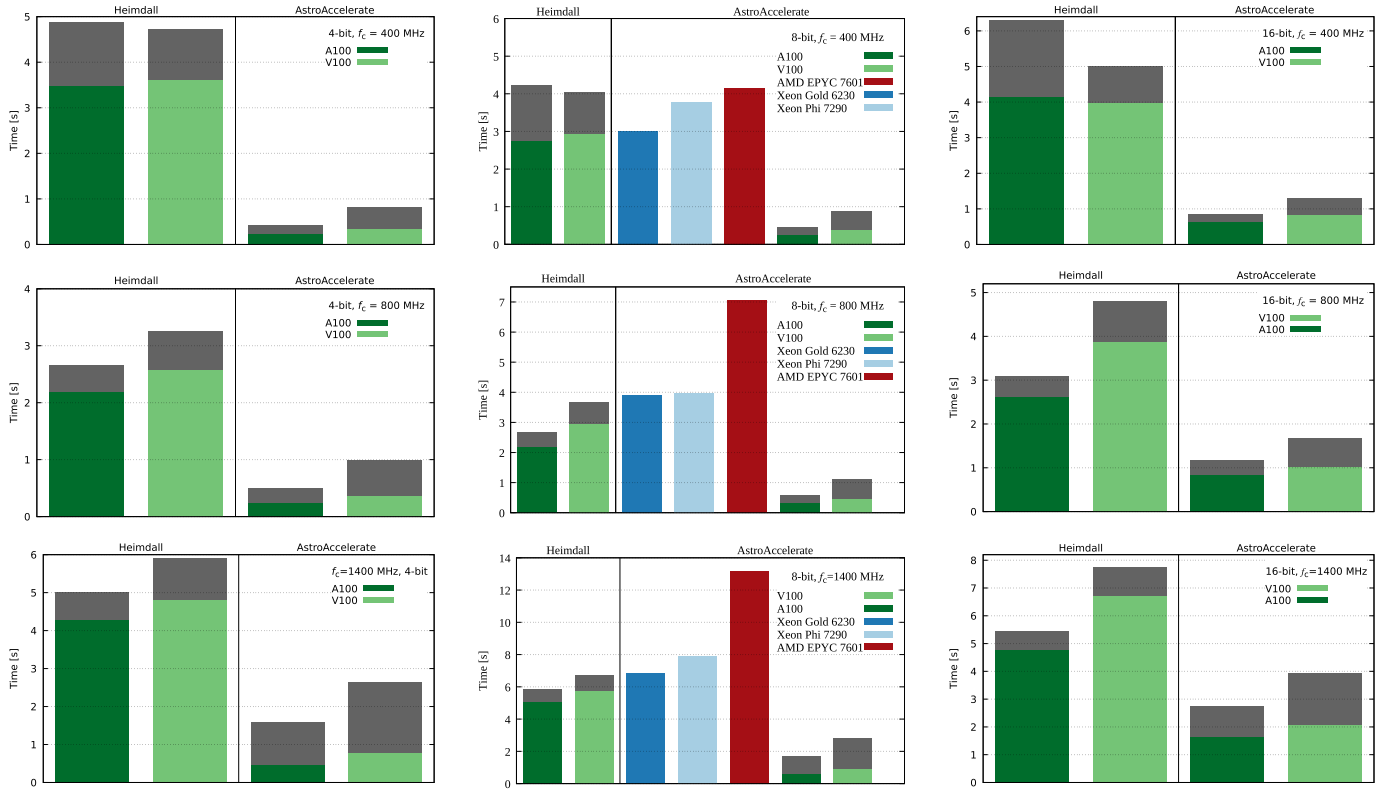 Heimdall AstroAccelerate
4-bit, fc = 400 MHz
A100
V100
Time [s]
5
4
3
2
1
0
Heimdall AstroAccelerate
8-bit, fc = 400 MHz
A100
V100
AMD EPYC 7601
Xeon Gold 6230
Xeon Phi 7290
Time [s]
6
5
4
3
2
1
0
Heimdall AstroAccelerate
16-bit, fc = 400 MHz
A100
V100
Time [s]
6
5
4
3
2
1
0
Heimdall AstroAccelerate
4-bit, fc = 800 MHz
A100
V100
Time [s]
4
3
2
1
0
Heimdall AstroAccelerate
8-bit, fc = 800 MHz
A100
V100
Xeon Gold 6230
Xeon Phi 7290
AMD EPYC 7601
Time [s]
7
6
5
4
3
2
1
0
Heimdall AstroAccelerate
16-bit, fc = 800 MHz
V100
A100
Time [s]
5
4
3
2
1
0
Heimdall AstroAccelerate
fc=1400 MHz, 4-bit
A100
V100
Time [s]
6
5
4
3
2
1
0
Heimdall AstroAccelerate
8-bit, fc=1400 MHz
V100
A100
Xeon Gold 6230
Xeon Phi 7290
AMD EPYC 7601
Time [s]
14
12
10
8
6
4
2
0
Heimdall AstroAccelerate
16-bit, fc=1400 MHz
V100
A100
Time [s]
8
7
6
5
4
3
2
1
0